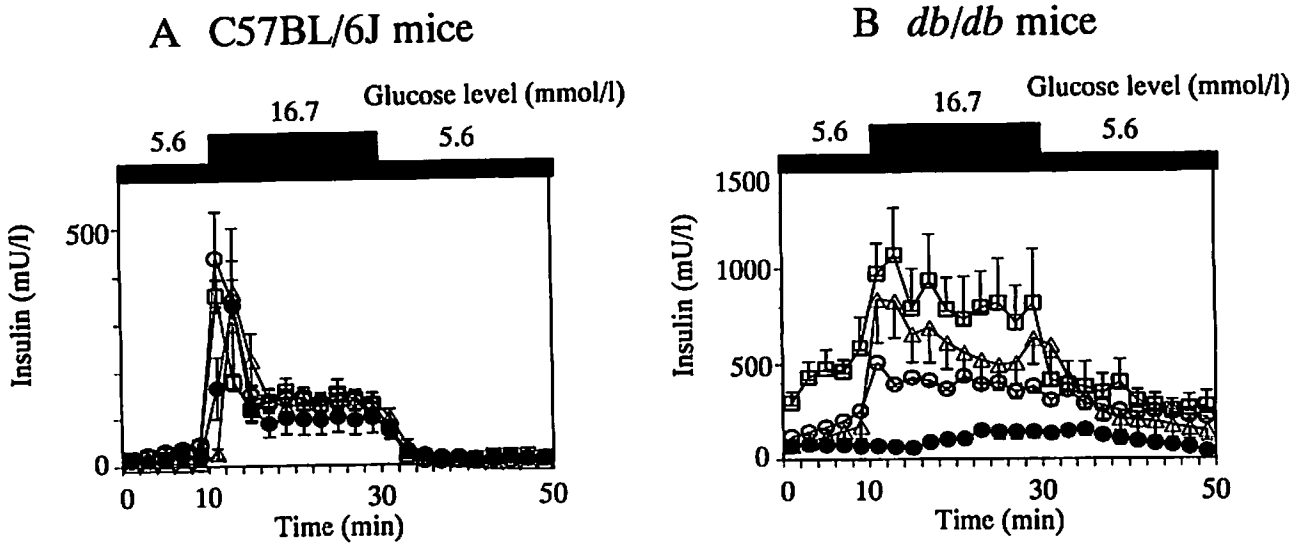 A C57BL/6J mice
Glucose level (mmol/l)
16.7
5.6
5.6
500
0
Insulin (mU/l)
0
10
30
50
Time (min)
B db/db mice
Glucose level (mmol/l)
16.7
5.6
5.6
1500
1000
500
0
Insulin (mU/l)
0
10
30
50
Time (min)